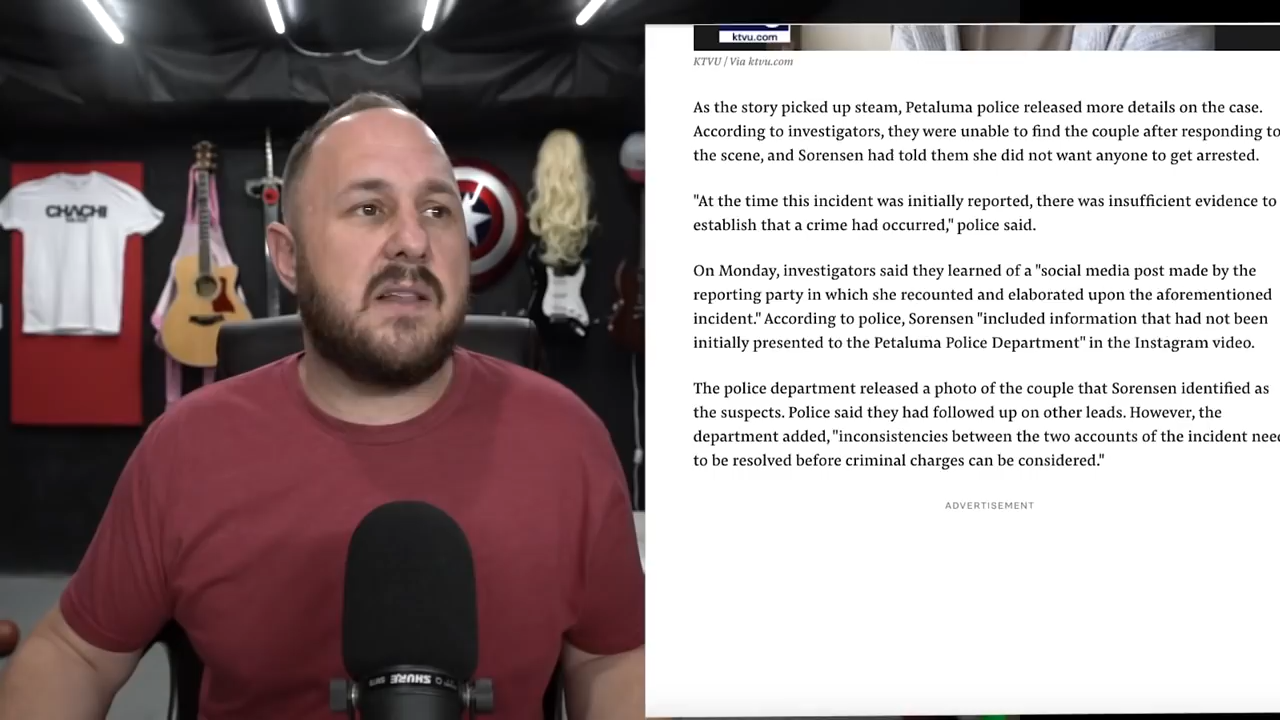 ktvu.com
KTVU / Via ktvu.com
As the story picked up steam, Petaluma police released more details on the case.
According to investigators, they were unable to find the couple after responding to
the scene, and Sorensen had told them she did not want anyone to get arrested.
"At the time this incident was initially reported, there was insufficient evidence to
establish that a crime had occurred," police said.
On Monday, investigators said they learned of a "social media post made by the
reporting party in which she recounted and elaborated upon the aforementioned
incident." According to police, Sorensen "included information that had not been
initially presented to the Petaluma Police Department" in the Instagram video.
The police department released a photo of the couple that Sorensen identified as
the suspects. Police said they had followed up on other leads. However, the
department added, "inconsistencies between the two accounts of the incident nee
to be resolved before criminal charges can be considered."
ADVERTISEMENT
CHACHI
SHURE